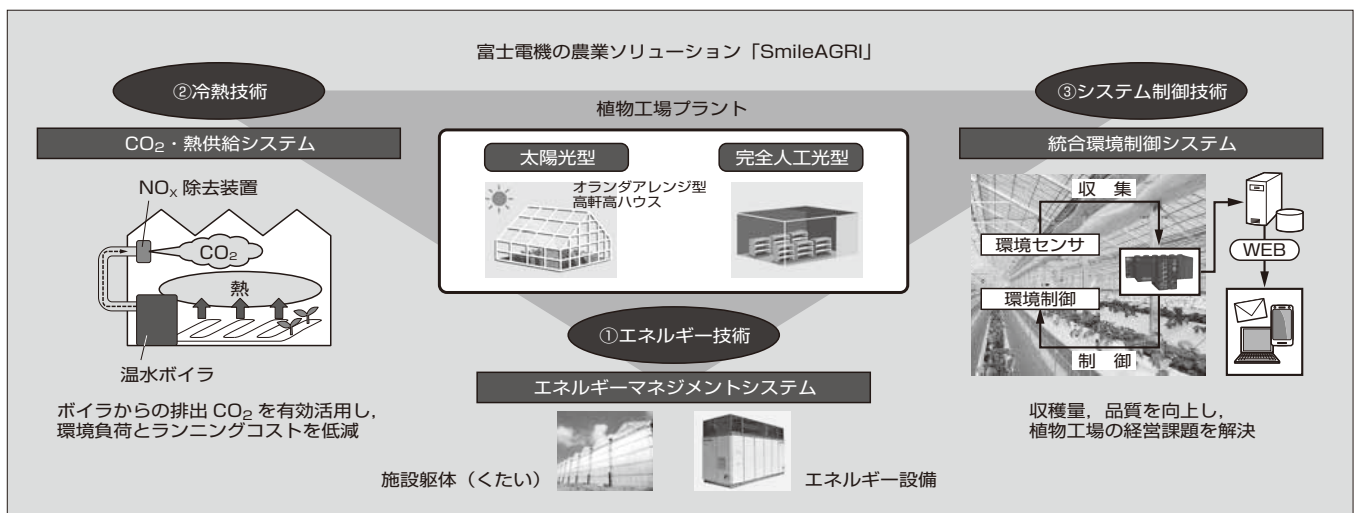 富士電機の農業ソリューション「SmileAGRI」
②冷熱技術
CO₂・熱供給システム
NOₓ 除去装置
CO₂
熱
温水ボイラ
ボイラからの排出 CO₂ を有効活用し，
環境負荷とランニングコストを低減
植物工場プラント
太陽光型
オランダアレンジ型
高軒高ハウス
完全人工光型
①エネルギー技術
エネルギーマネジメントシステム
施設躯体（くたい）
エネルギー設備
③システム制御技術
統合環境制御システム
収 集
環境センサ
環境制御
制 御
WEB
収穫量，品質を向上し，
植物工場の経営課題を解決